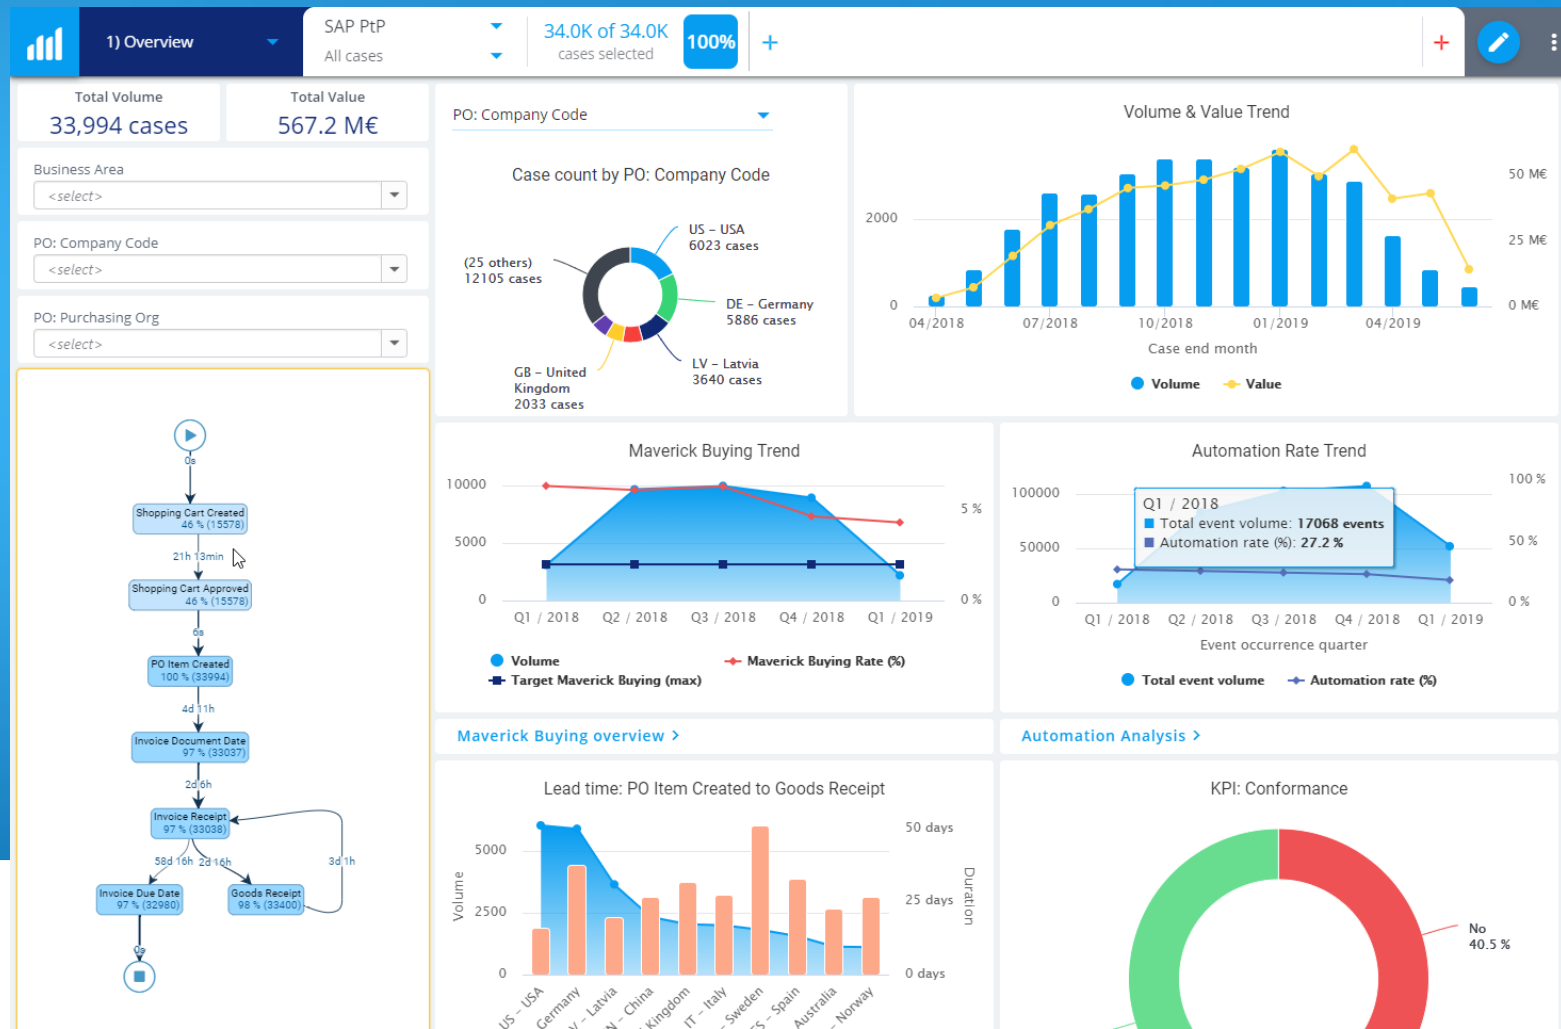 1) Overview
SAP PtP
All cases
34.0K of 34.0K
cases selected
100%
Total Volume
33,994 cases
Total Value
567.2 M€
Business Area
<select>
PO: Company Code
<select>
PO: Purchasing Org
<select>
0s
Shopping Cart Created
46 % (15578)
21h 13min
Shopping Cart Approved
46 % (15578)
6s
PO Item Created
100 % (33994)
4d 11h
Invoice Document Date
97 % (33037)
2d 6h
Invoice Receipt
97 % (33038)
58d 16h
2d 16h
3d 1h
Invoice Due Date
97 % (32980)
Goods Receipt
98 % (33400)
0s
PO: Company Code
Case count by PO: Company Code
US – USA
6023 cases
(25 others)
12105 cases
DE – Germany
5886 cases
LV – Latvia
3640 cases
GB – United
Kingdom
2033 cases
Volume & Value Trend
2000
0
50 M€
25 M€
0 M€
04/2018
07/2018
10/2018
01/2019
04/2019
Case end month
Volume
Value
Maverick Buying Trend
10000
5000
0
5 %
0 %
Q1 / 2018
Q2 / 2018
Q3 / 2018
Q4 / 2018
Q1 / 2019
Volume
Maverick Buying Rate (%)
Target Maverick Buying (max)
Automation Rate Trend
100000
50000
0
100 %
50 %
0 %
Q1 / 2018
Total event volume: 17068 events
Automation rate (%): 27.2 %
Q1 / 2018
Q2 / 2018
Q3 / 2018
Q4 / 2018
Q1 / 2019
Event occurrence quarter
Total event volume
Automation rate (%)
Maverick Buying overview >
Automation Analysis >
Lead time: PO Item Created to Goods Receipt
5000
2500
0
Volume
50 days
25 days
0 days
Duration
US – USA
Germany
V – Latvia
N – China
Kingdom
IT – Italy
– Sweden
ES – Spain
Australia
– Norway
KPI: Conformance
No
40.5 %